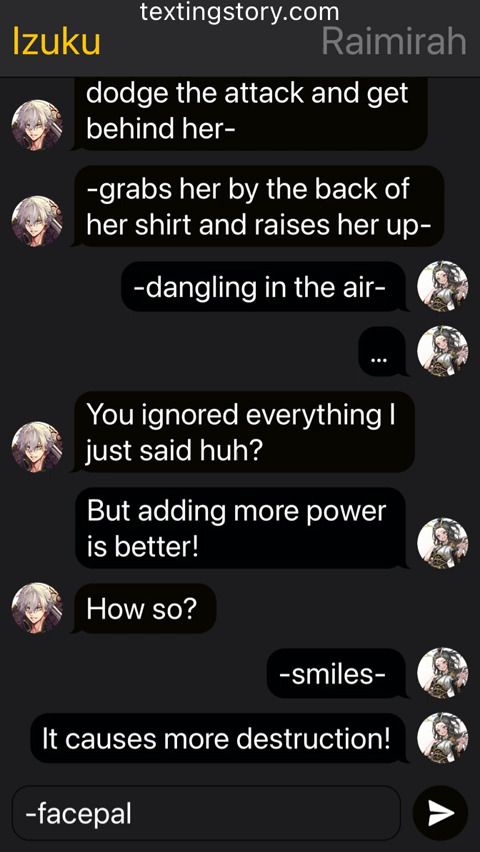 textingstory.com
Izuku
Raimirah
dodge the attack and get
behind her-
-grabs her by the back of
her shirt and raises her up-
-dangling in the air-
...
You ignored everything I
just said huh?
But adding more power
is better!
How so?
-smiles-
It causes more destruction!
-facepal